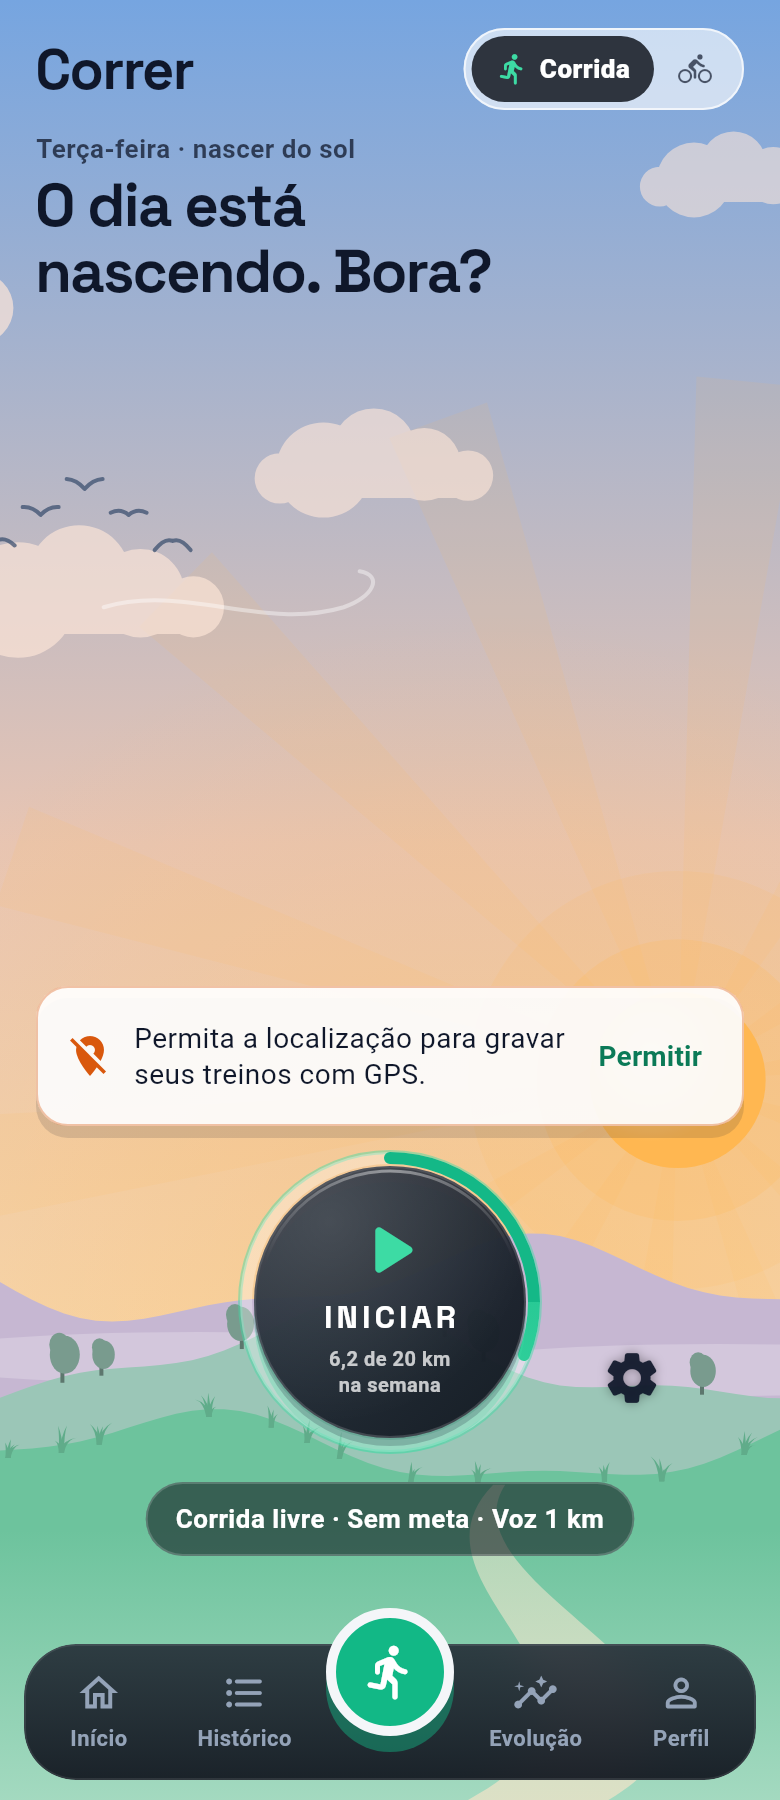 Correr
Corrida
Terça-feira · nascer do sol
O dia está
nascendo. Bora?
Permita a localização para gravar
seus treinos com GPS.
Permitir
INICIAR
6,2 de 20 km
na semana
Corrida livre · Sem meta · Voz 1 km
Início
Histórico
Evolução
Perfil